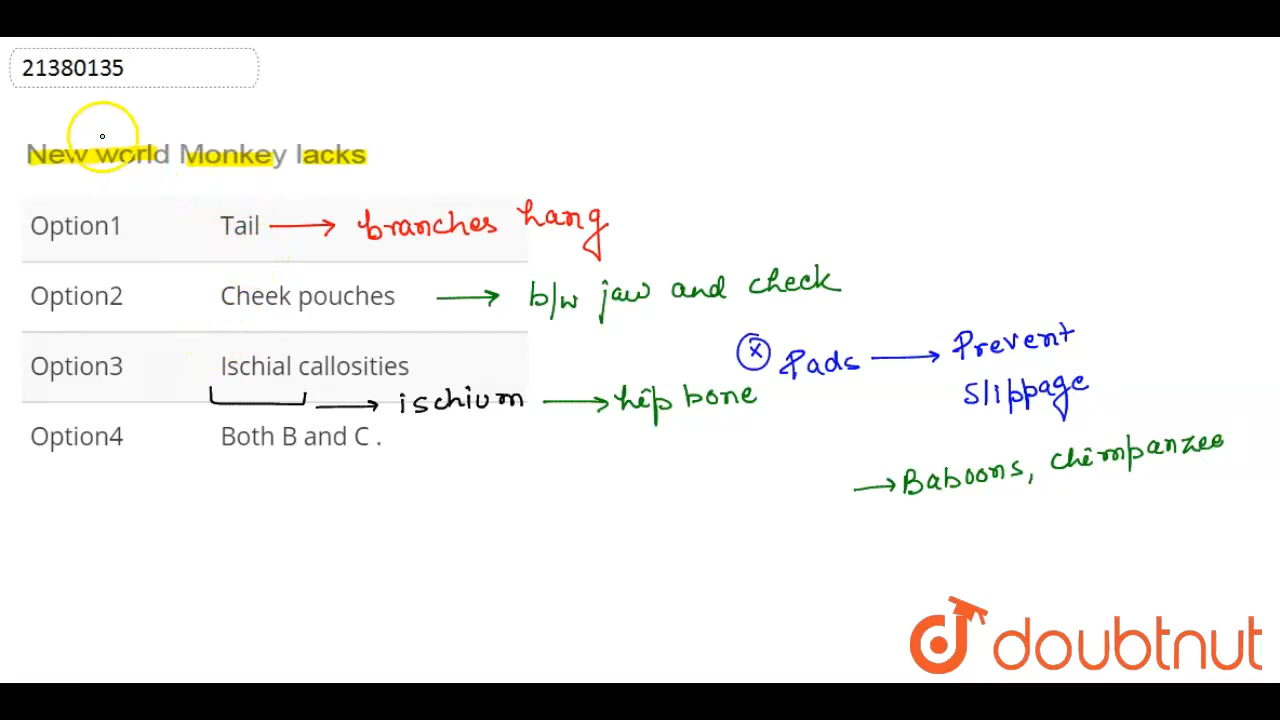 21380135
New world Monkey lacks
Option1 Tail → branches hang
Option2 Cheek pouches → b/w jaw and check
Option3 Ischial callosities
ⓧ Pads → Prevent
slippage
→ ischium → hip bone
Option4 Both B and C .
→ Baboons, chimpanzee
doubtnut